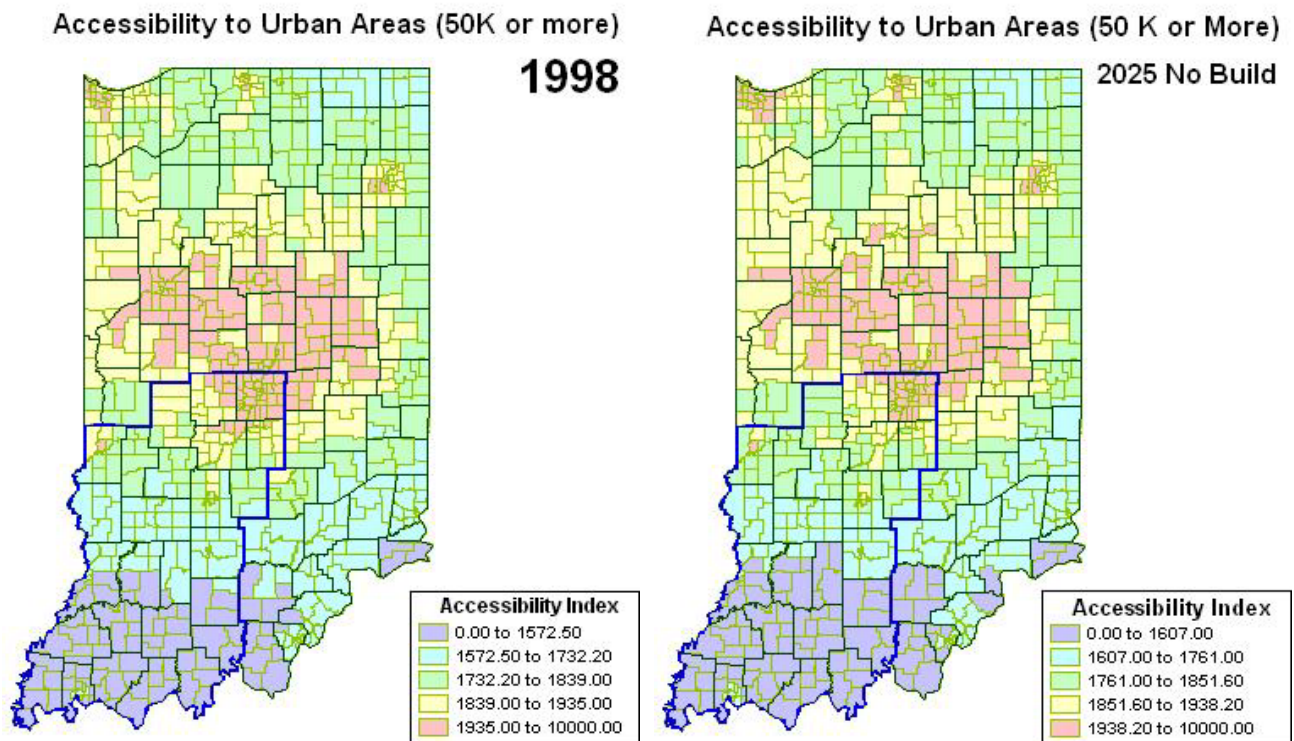 Accessibility to Urban Areas (50K or more)
1998
Accessibility Index
0.00 to 1572.50
1572.50 to 1732.20
1732.20 to 1839.00
1839.00 to 1935.00
1935.00 to 10000.00
Accessibility to Urban Areas (50 K or More)
2025 No Build
Accessibility Index
0.00 to 1607.00
1607.00 to 1761.00
1761.00 to 1851.60
1851.60 to 1938.20
1938.20 to 10000.00